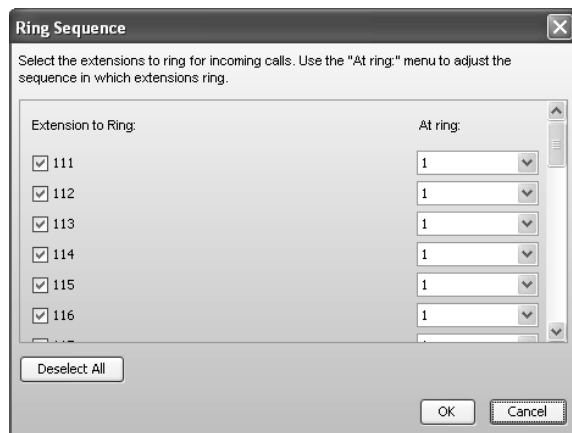 Ring Sequence
Select the extensions to ring for incoming calls. Use the "At ring:" menu to adjust the
sequence in which extensions ring.
Extension to Ring: At ring:
111 1
112 1
113 1
114 1
115 1
116 1
Deselect All
OK Cancel